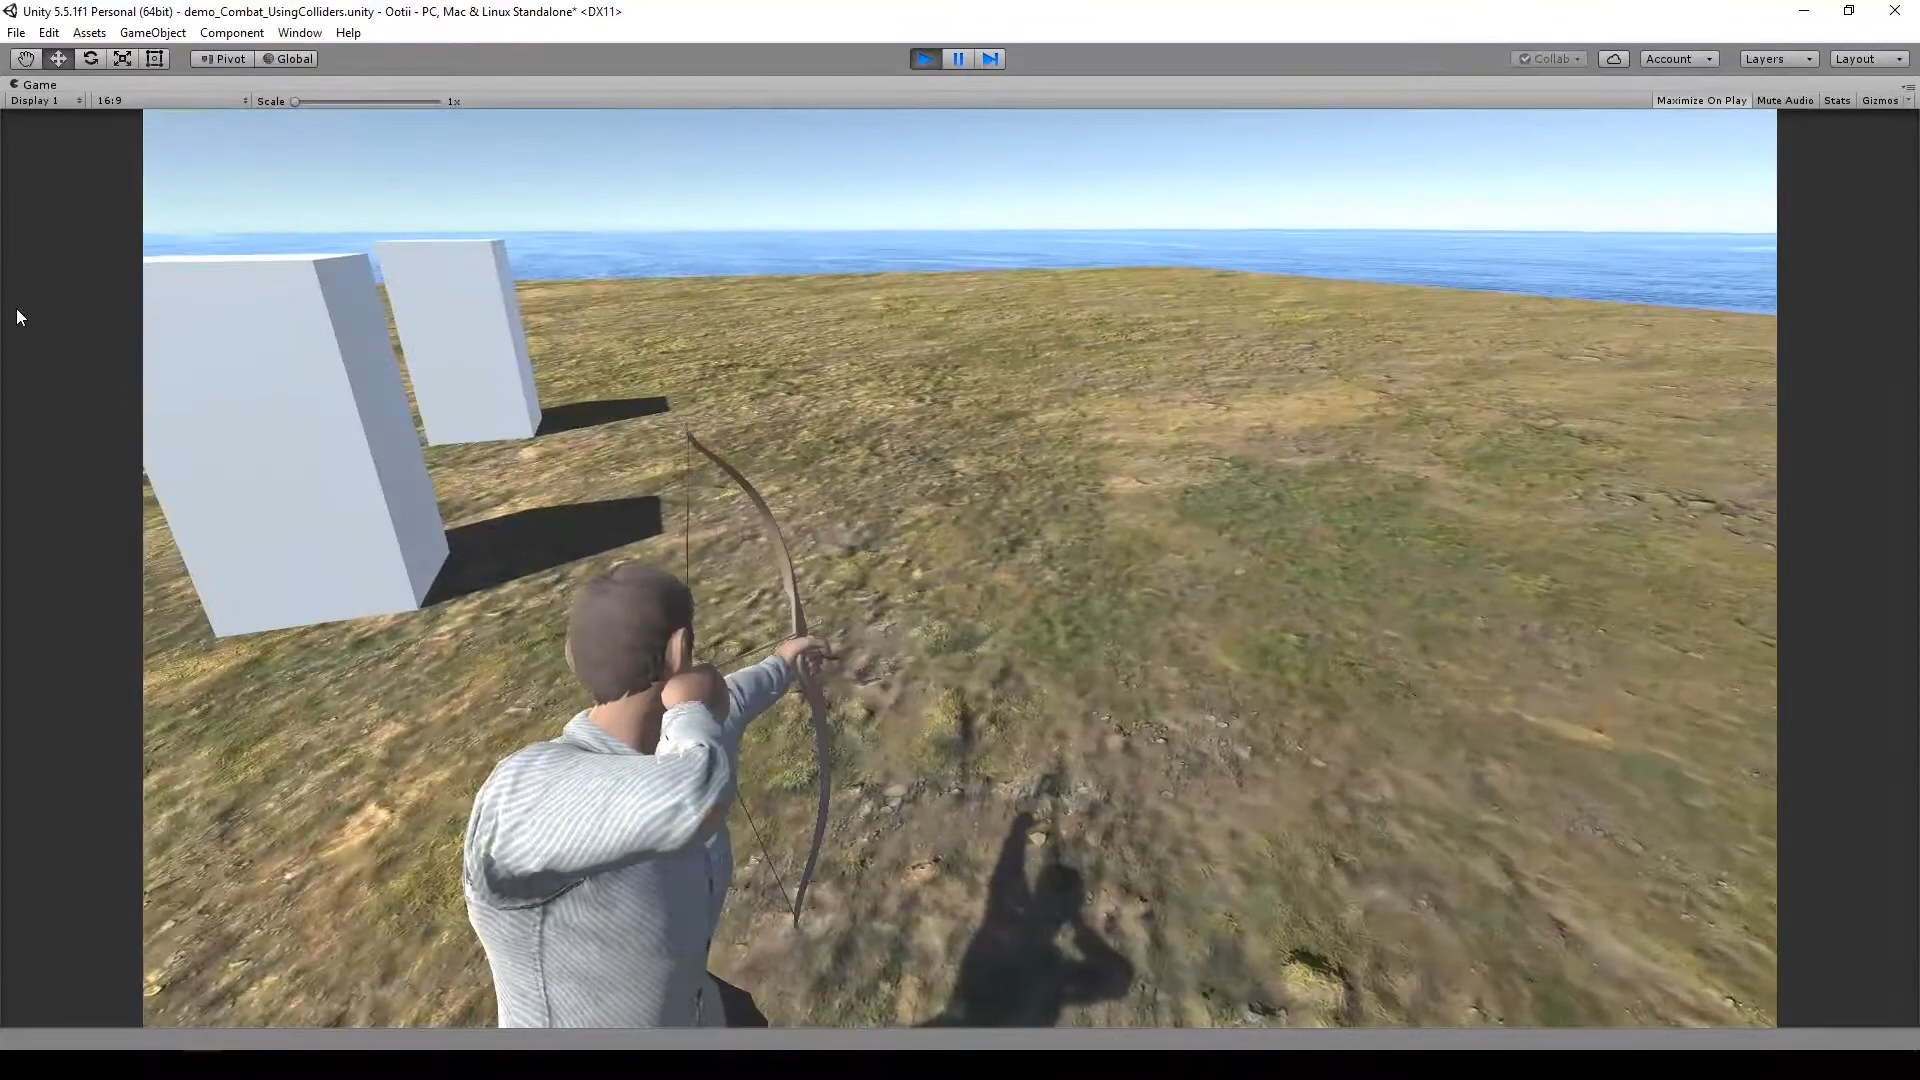 Unity 5.5.1f1 Personal (64bit) - demo_Combat_UsingColliders.unity - Ootii - PC, Mac & Linux Standalone* <DX11>
File Edit Assets GameObject Component Window Help
Pivot Global Collab Account Layers Layout
Game
Display 1 16:9 Scale 1x Maximize On Play Mute Audio Stats Gizmos